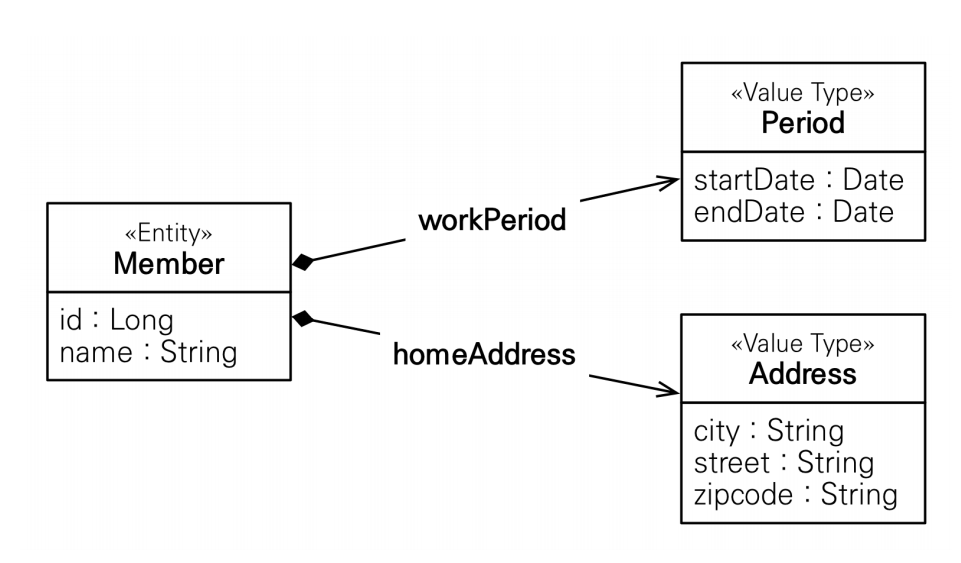 «Entity»
Member
id : Long
name : String
workPeriod
homeAddress
«Value Type»
Period
startDate : Date
endDate : Date
«Value Type»
Address
city : String
street : String
zipcode : String